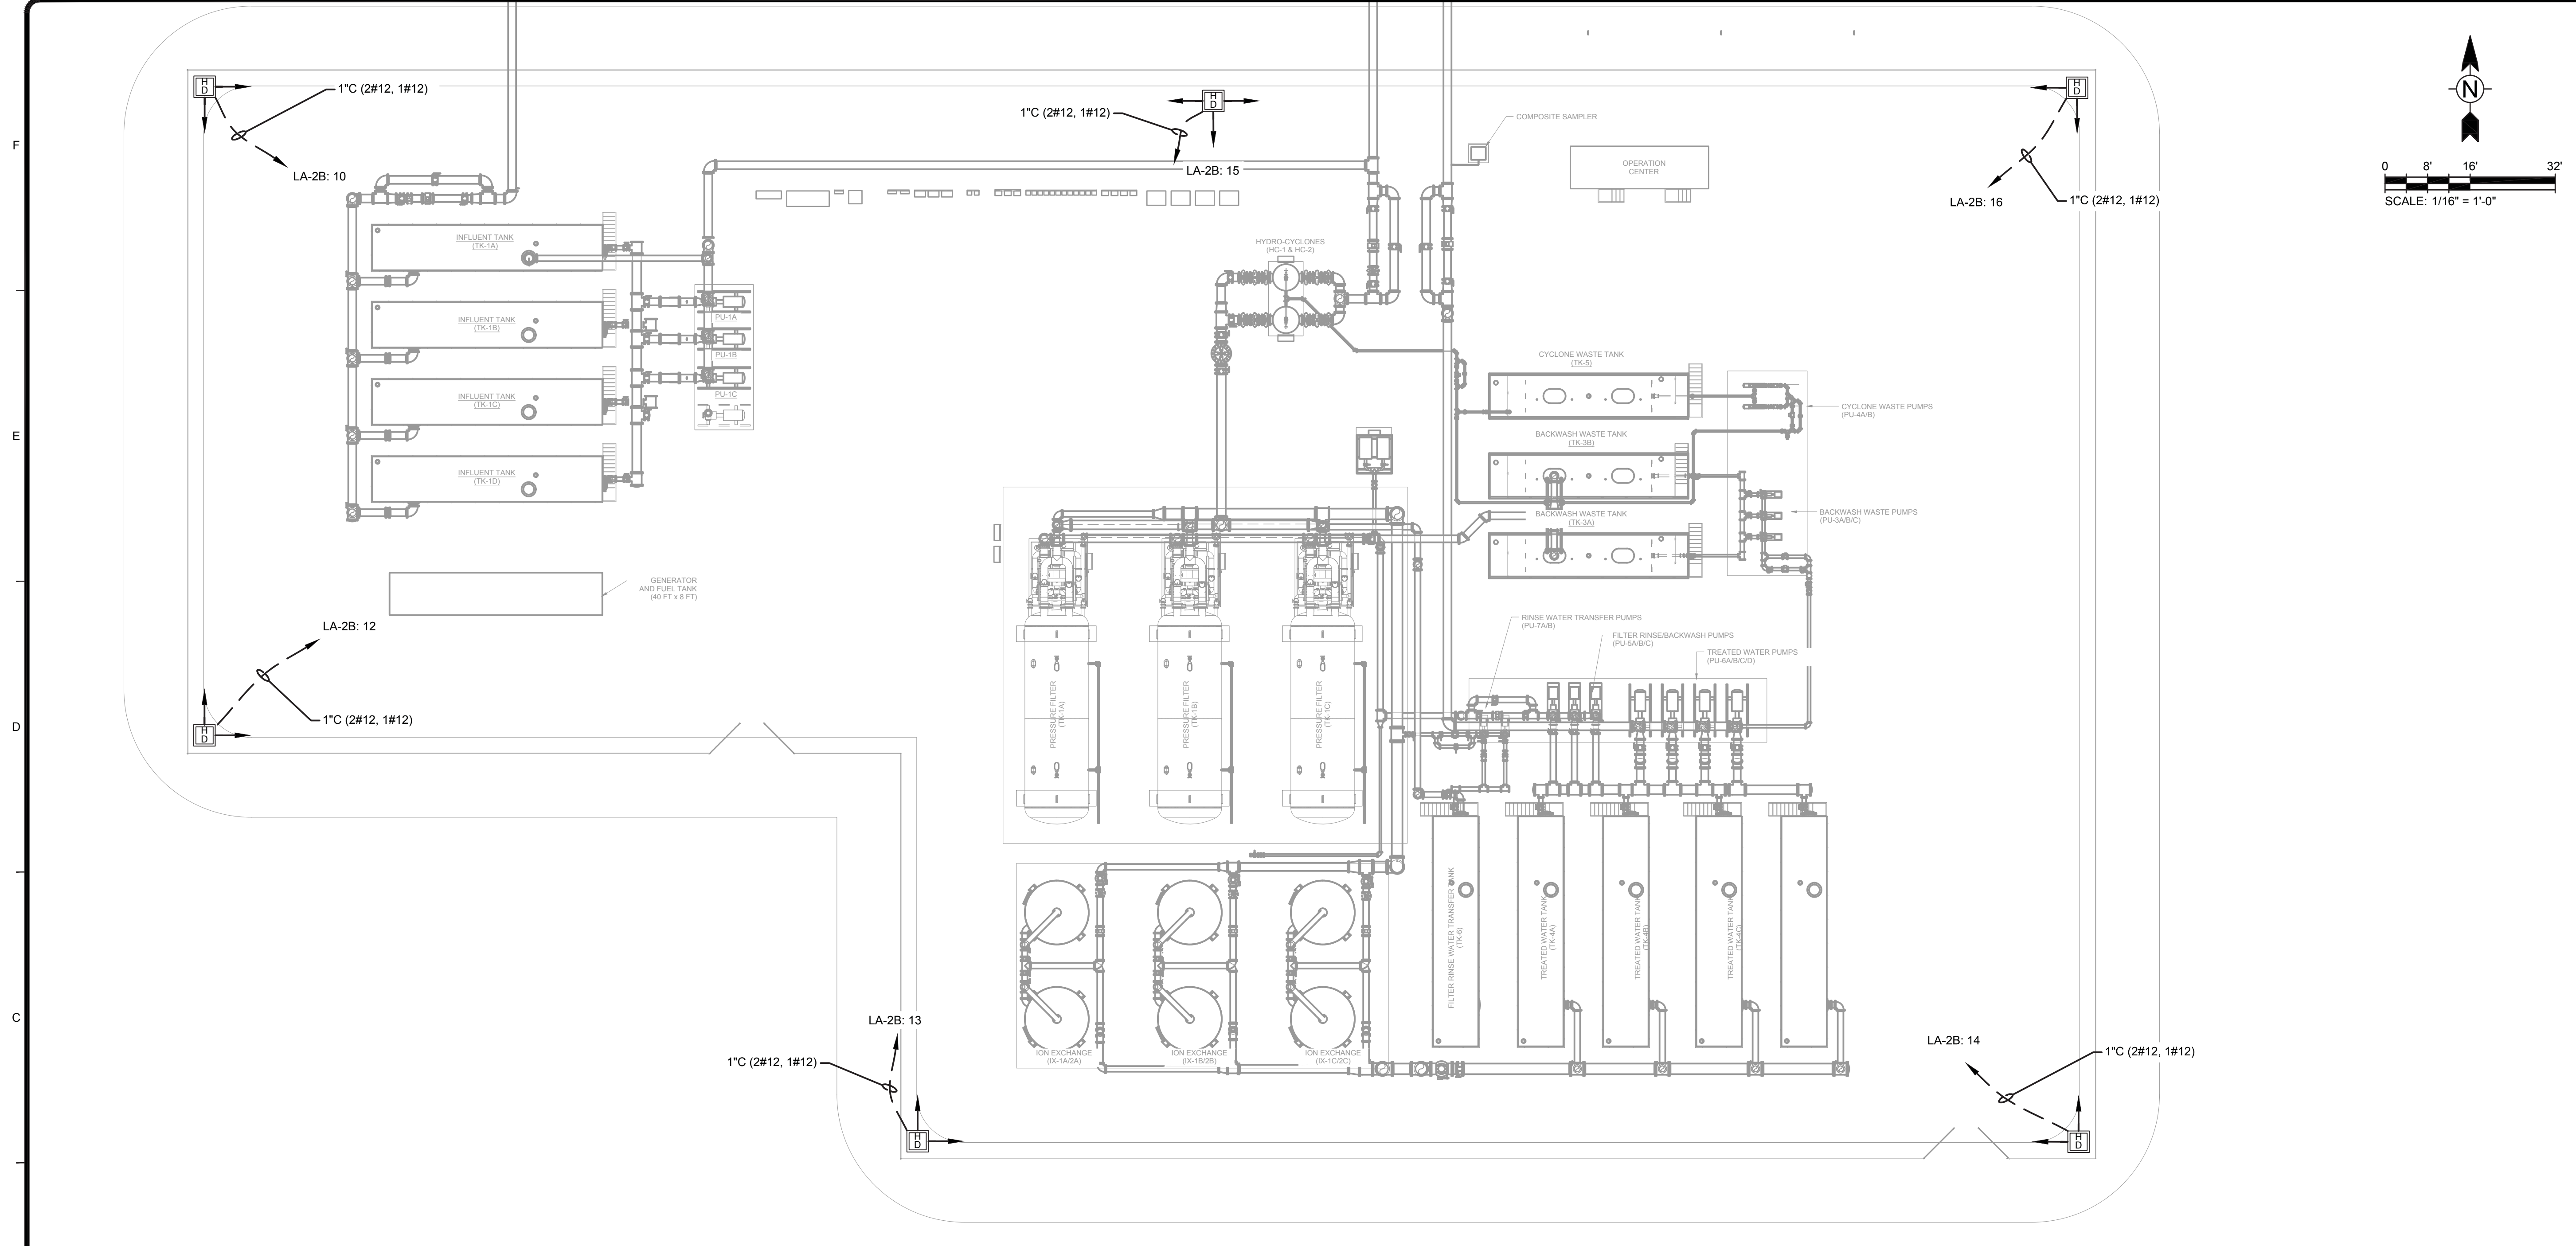 H
D
1"C (2#12, 1#12)
LA-2B: 10
1"C (2#12, 1#12)
H
D
LA-2B: 15
COMPOSITE SAMPLER
OPERATION
CENTER
H
D
LA-2B: 16
1"C (2#12, 1#12)
N
0 8' 16' 32'
SCALE: 1/16" = 1'-0"
F
INFLUENT TANK
(TK-1A)
INFLUENT TANK
(TK-1B)
INFLUENT TANK
(TK-1C)
INFLUENT TANK
(TK-1D)
PU-1A
PU-1B
PU-1C
HYDRO-CYCLONES
(HC-1 & HC-2)
CYCLONE WASTE TANK
(TK-5)
CYCLONE WASTE PUMPS
(PU-4A/B)
E
BACKWASH WASTE TANK
(TK-3B)
BACKWASH WASTE TANK
(TK-3A)
BACKWASH WASTE PUMPS
(PU-3A/B/C)
GENERATOR
AND FUEL TANK
(40 FT x 8 FT)
LA-2B: 12
1"C (2#12, 1#12)
H
D
D
RINSE WATER TRANSFER PUMPS
(PU-7A/B)
FILTER RINSE/BACKWASH PUMPS
(PU-5A/B/C)
TREATED WATER PUMPS
(PU-6A/B/C/D)
PRESSURE FILTER
(TK-1A)
PRESSURE FILTER
(TK-1B)
PRESSURE FILTER
(TK-1C)
FILTER RINSE WATER TRANSFER TANK
(TK-6)
TREATED WATER TANK
(TK-4A)
TREATED WATER TANK
(TK-4B)
TREATED WATER TANK
(TK-4C)
C
LA-2B: 13
1"C (2#12, 1#12)
H
D
ION EXCHANGE
(IX-1A/2A)
ION EXCHANGE
(IX-1B/2B)
ION EXCHANGE
(IX-1C/2C)
LA-2B: 14
1"C (2#12, 1#12)
H
D